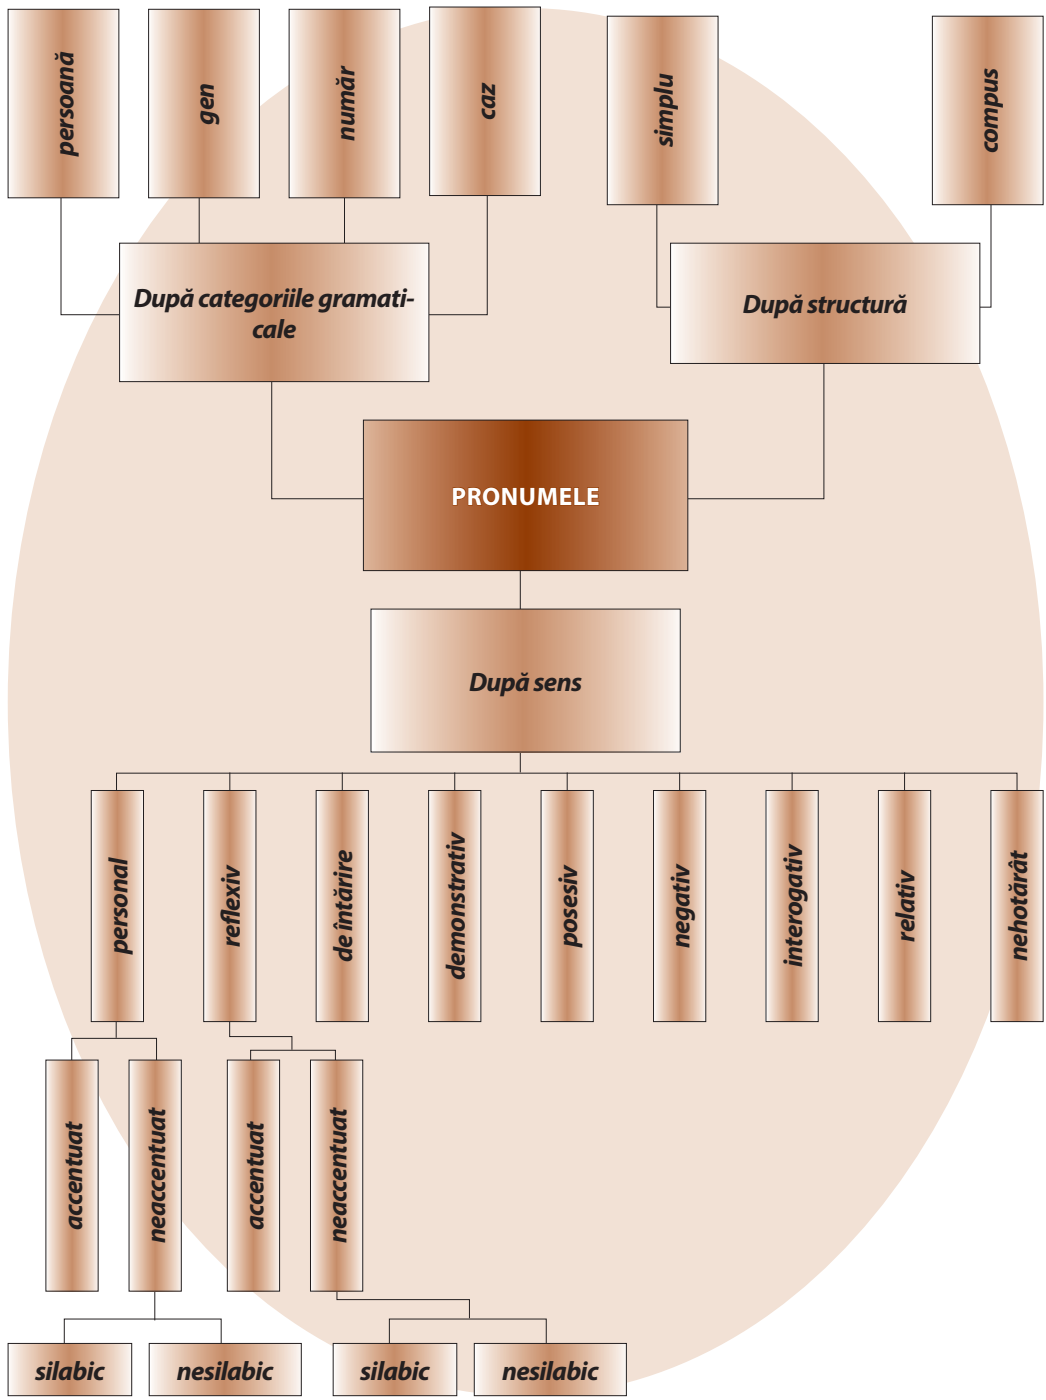 persoană
gen
număr
caz
simplu
compus
După categoriile gramati-
cale
După structură
PRONUMELE
După sens
personal
reflexiv
de întărire
demonstrativ
posesiv
negativ
interogativ
relativ
nehotărât
accentuat
neaccentuat
accentuat
neaccentuat
silabic
nesilabic
silabic
nesilabic